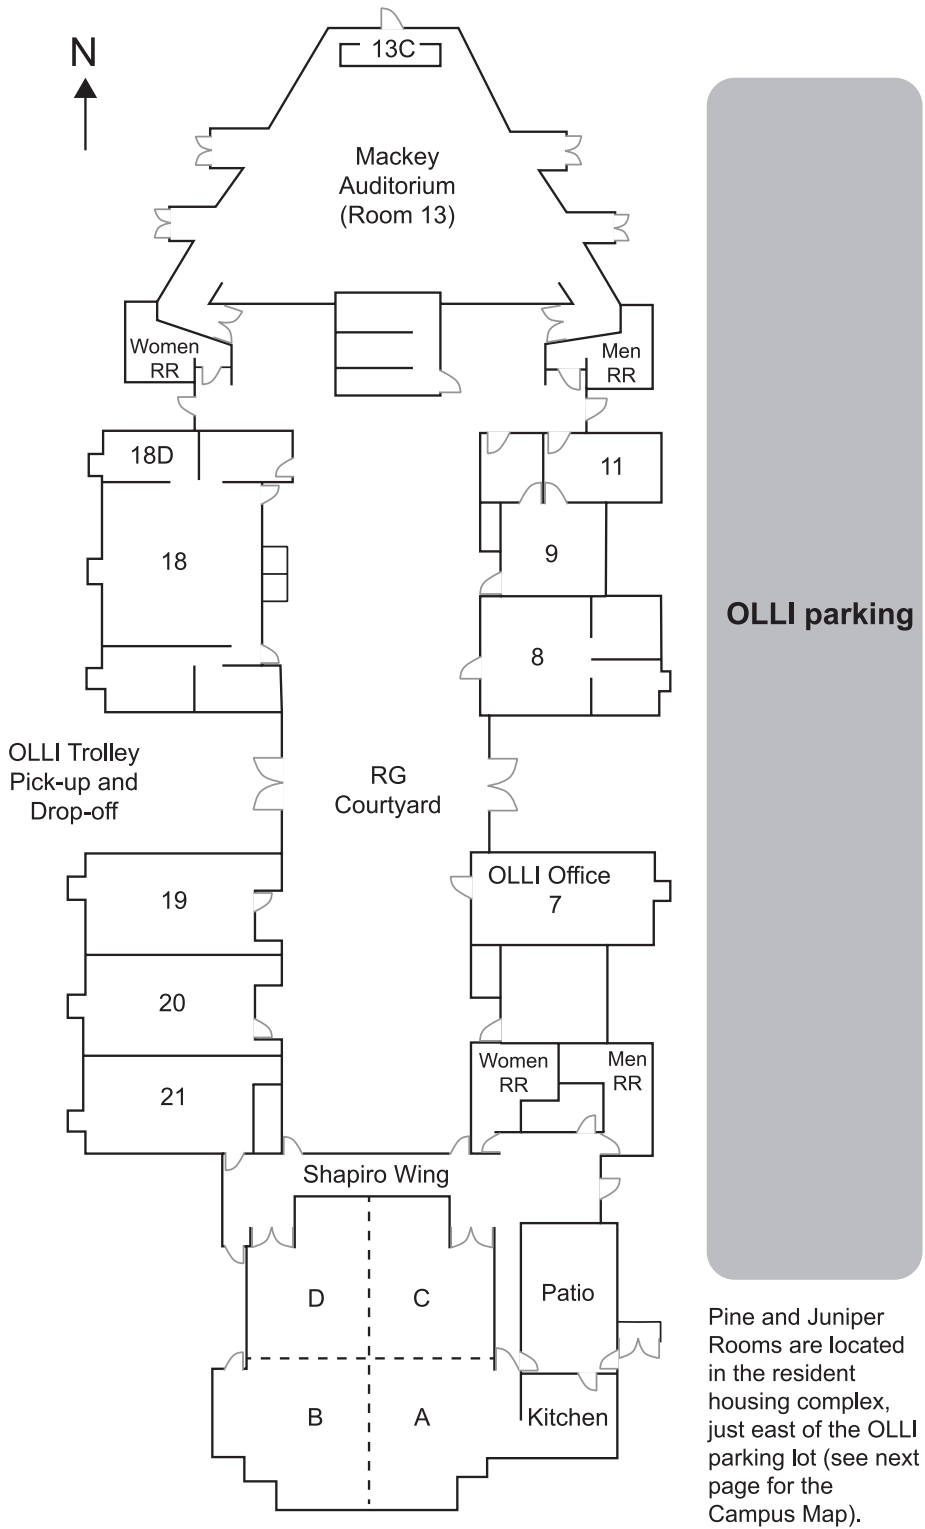 N
13C
Mackey
Auditorium
(Room 13)
Women
RR
Men
RR
18D
11
18
9
8
OLLI parking
OLLI Trolley
Pick-up and
Drop-off
RG
Courtyard
19
OLLI Office
7
20
21
Women
RR
Men
RR
Shapiro Wing
D
C
Patio
B
A
Kitchen
Pine and Juniper
Rooms are located
in the resident
housing complex,
just east of the OLLI
parking lot (see next
page for the
Campus Map).